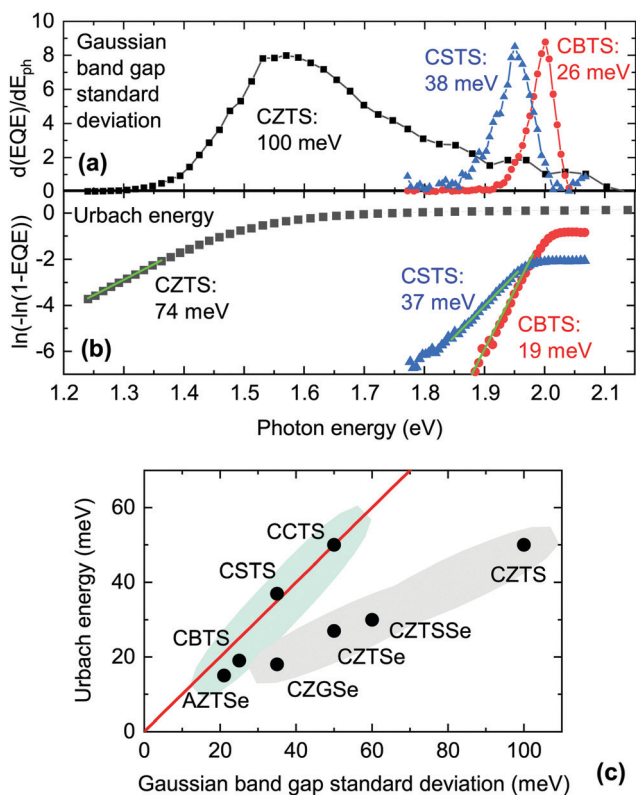 d(EQE)/dE_ph
8
6
4
2
0
Gaussian
band gap
standard
deviation
(a)
CZTS:
100 meV
CSTS:
38 meV
CBTS:
26 meV
ln(-ln(1-EQE))
0
-2
-4
-6
Urbach energy
CZTS:
74 meV
(b)
CSTS:
37 meV
CBTS:
19 meV
1.2 1.3 1.4 1.5 1.6 1.7 1.8 1.9 2.0 2.1
Photon energy (eV)
Urbach energy (meV)
60
40
20
0
CCTS
CSTS
CBTS
AZTSe
CZTS
CZTSSe
CZTSe
CZGSe
0 20 40 60 80 100
Gaussian band gap standard deviation (meV)
(c)